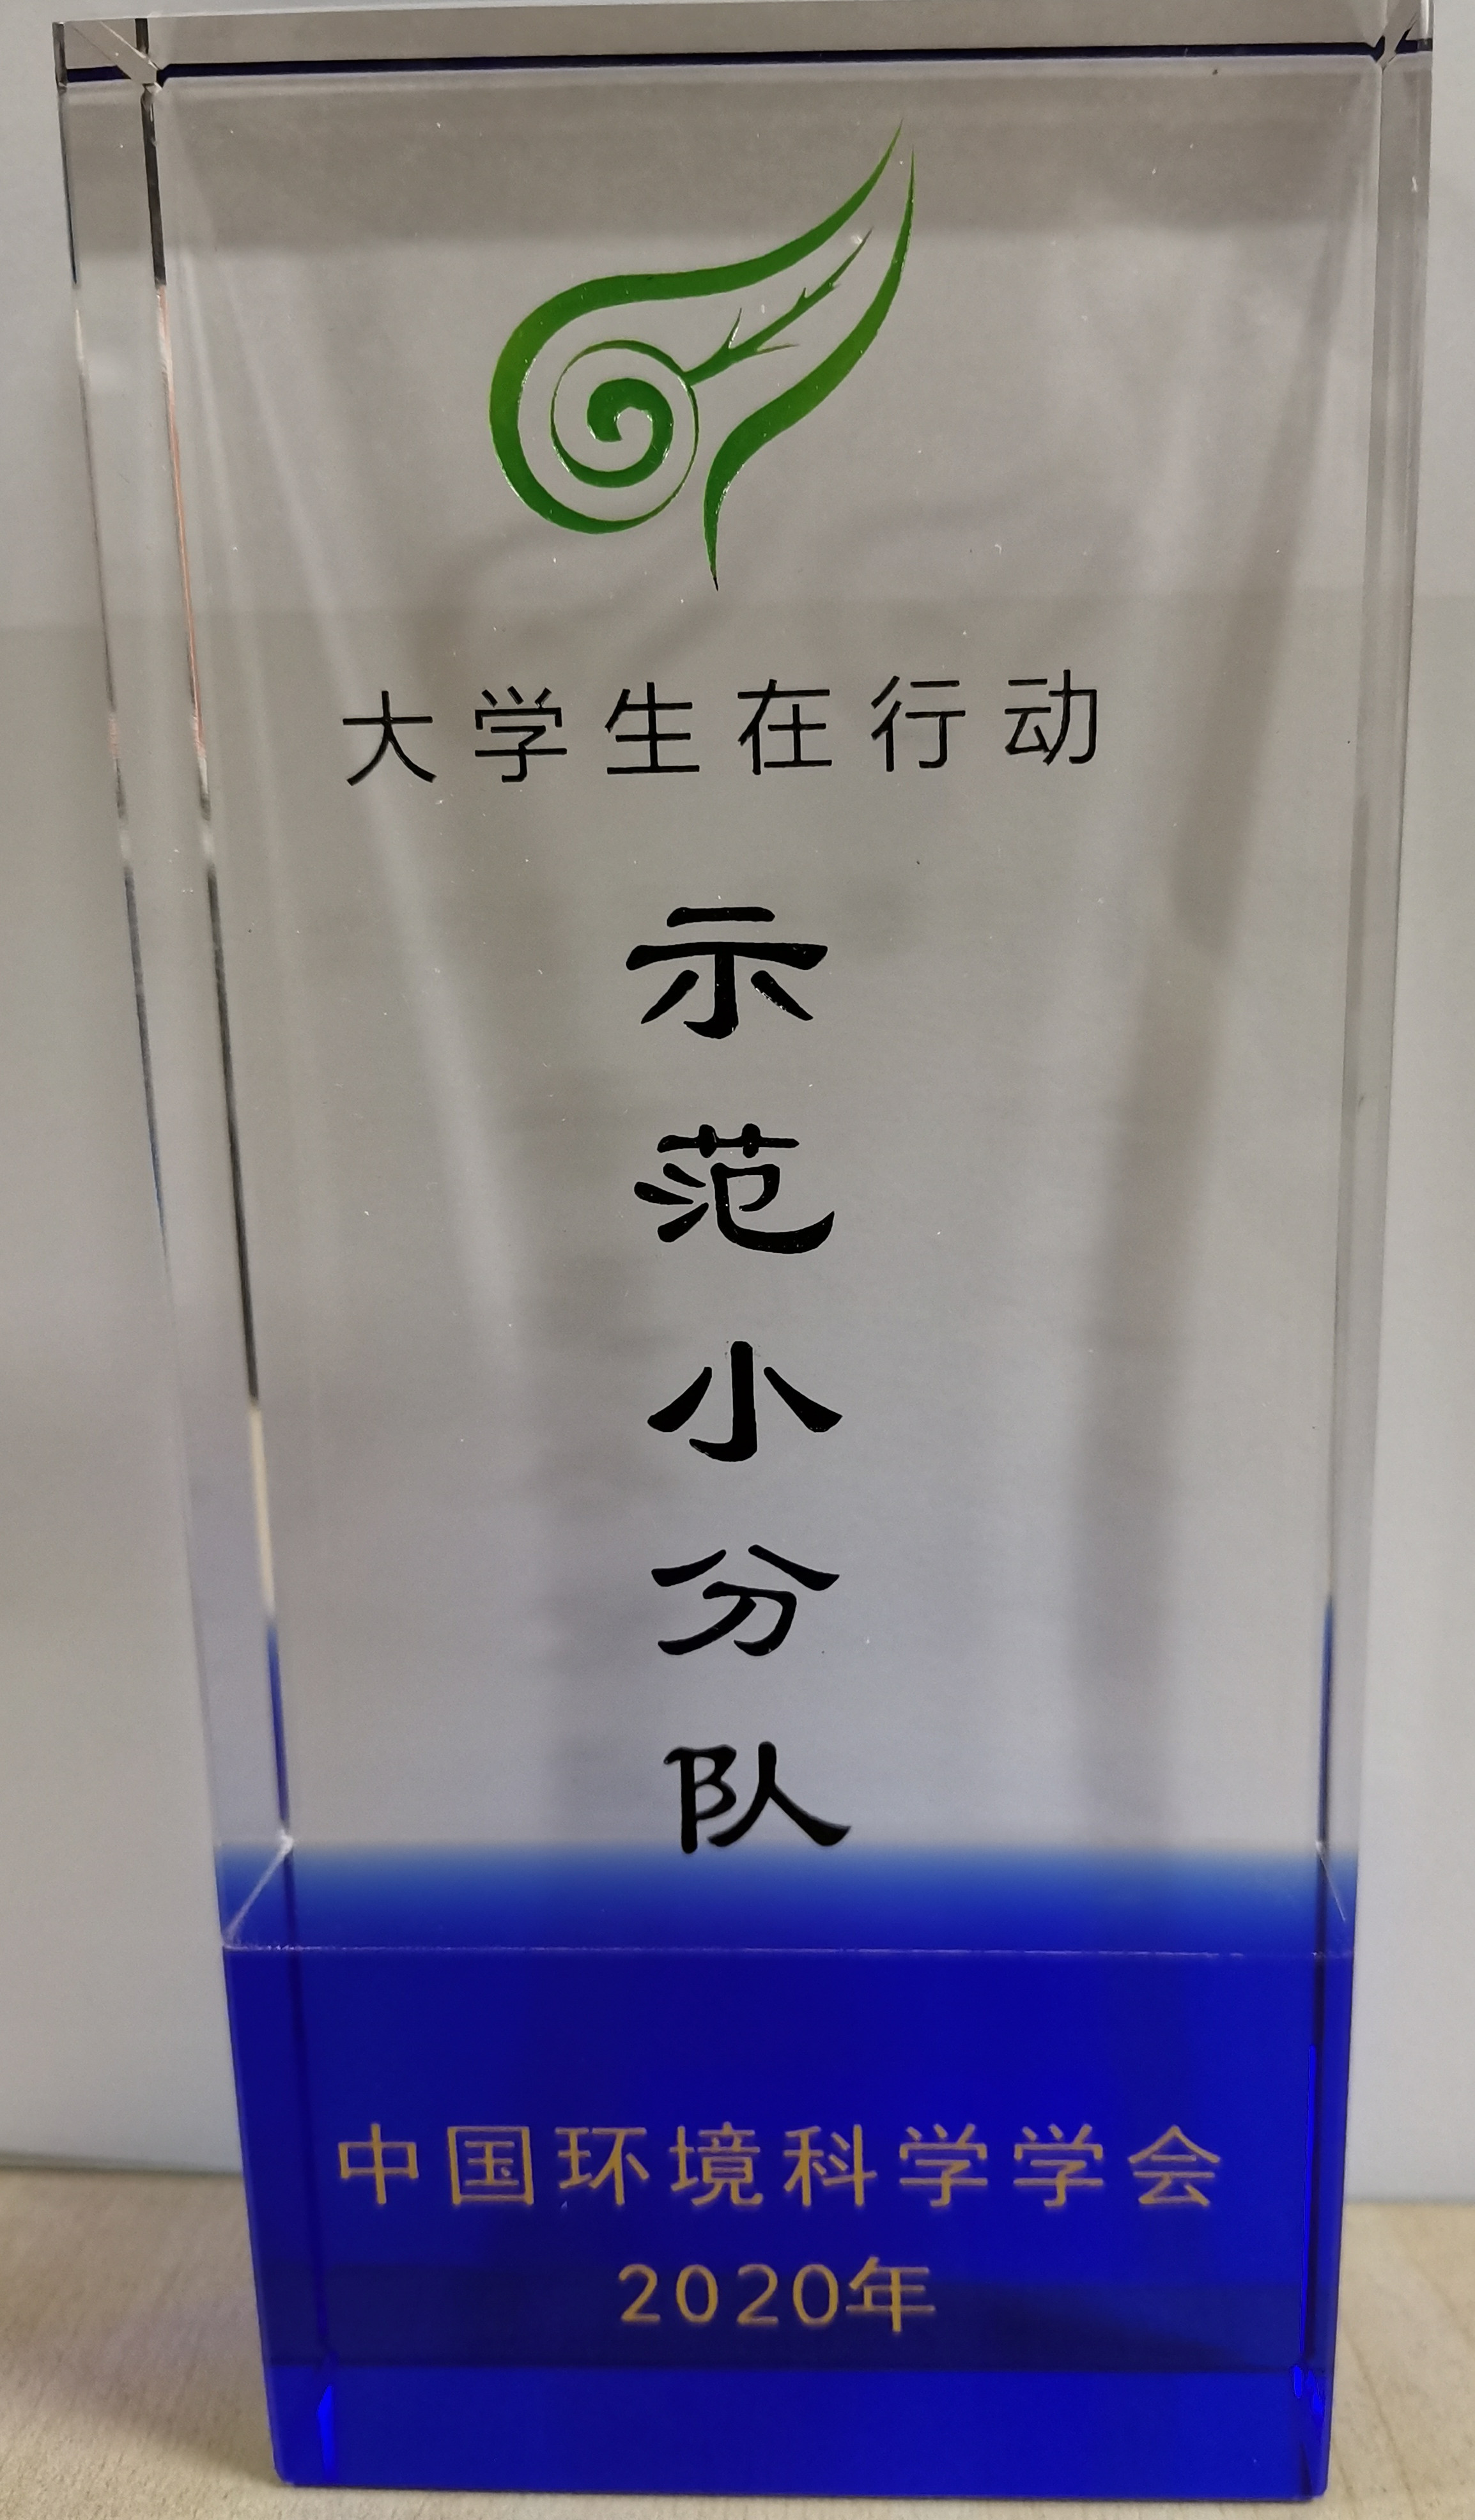 大学生在行动
示范小分队
中国环境科学学会
2020年